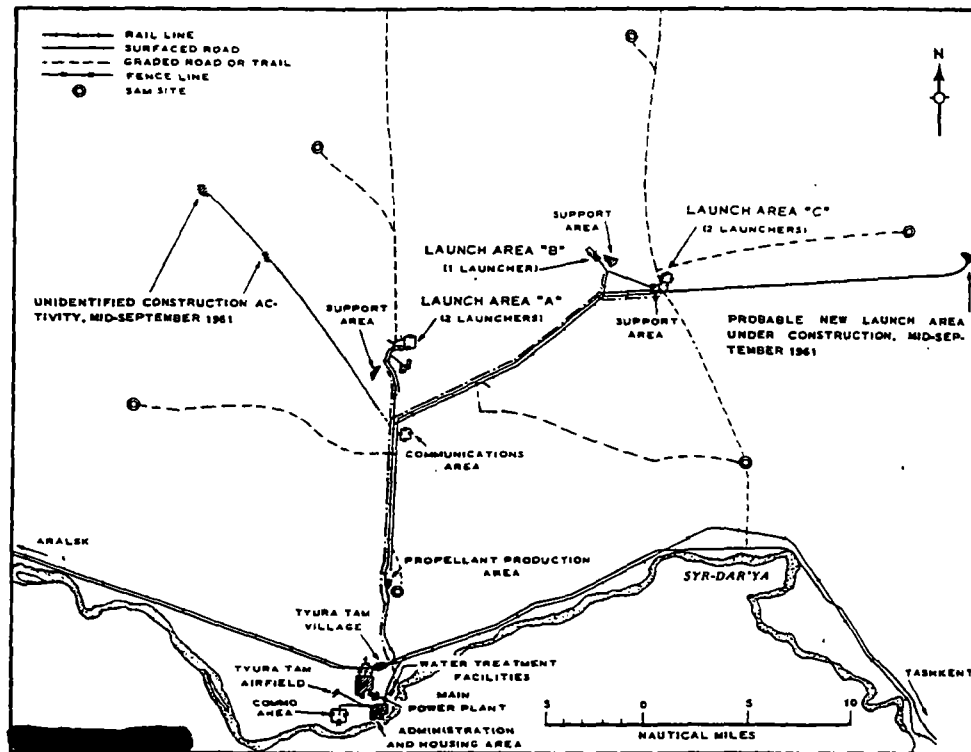 RAIL LINE
SURFACED ROAD
GRADED ROAD OR TRAIL
FENCE LINE
SAM SITE
N
SUPPORT
AREA
LAUNCH AREA "C"
(2 LAUNCHERS)
LAUNCH AREA "B"
(1 LAUNCHER)
UNIDENTIFIED CONSTRUCTION AC-
TIVITY, MID-SEPTEMBER 1961
SUPPORT
AREA
LAUNCH AREA "A"
(2 LAUNCHERS)
SUPPORT
AREA
PROBABLE NEW LAUNCH AREA
UNDER CONSTRUCTION, MID-SEP-
TEMBER 1961
COMMUNICATIONS
AREA
ARALSK
PROPELLANT PRODUCTION
AREA
SYR-DAR'YA
TYURA TAM
VILLAGE
TYURA TAM
AIRFIELD
WATER TREATMENT
FACILITIES
TASHKENT
COMMO
AREA
MAIN
POWER PLANT
ADMINISTRATION
AND HOUSING AREA
5 0 5 10
NAUTICAL MILES